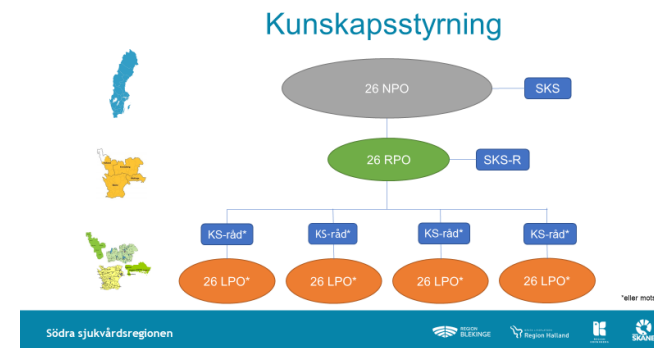 Kunskapsstyrning
26 NPO
SKS
26 RPO
SKS-R
KS-råd*
KS-råd*
KS-råd*
KS-råd*
26 LPO*
26 LPO*
26 LPO*
26 LPO*
*eller mots
Södra sjukvårdsregionen
REGION
BLEKINGE
Region Halland
SKÅNE